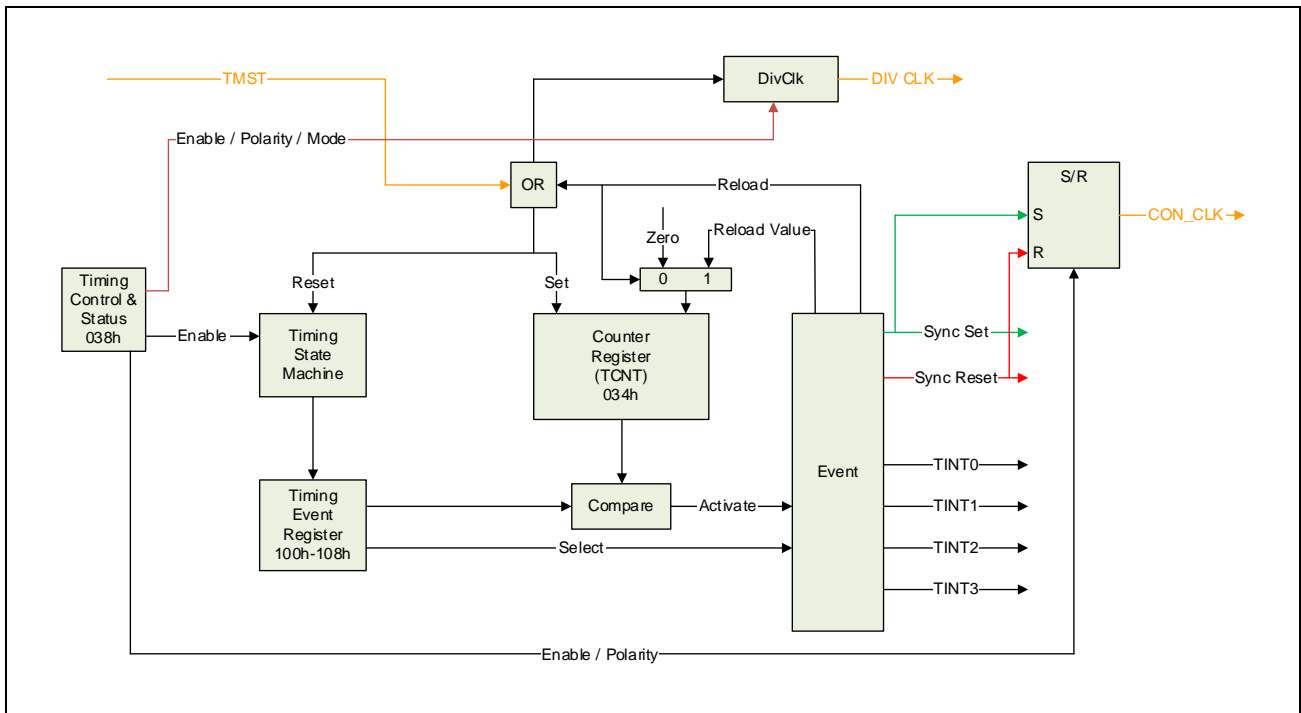 TMST
DivClk
DIV CLK
Enable / Polarity / Mode
OR
Reload
S/R
S
CON_CLK
R
Zero
Reload Value
0 1
Timing
Control &
Status
038h
Reset
Set
Enable
Timing
State
Machine
Counter
Register
(TCNT)
034h
Sync Set
Sync Reset
Event
TINT0
TINT1
TINT2
TINT3
Timing
Event
Register
100h-108h
Compare
Activate
Select
Enable / Polarity